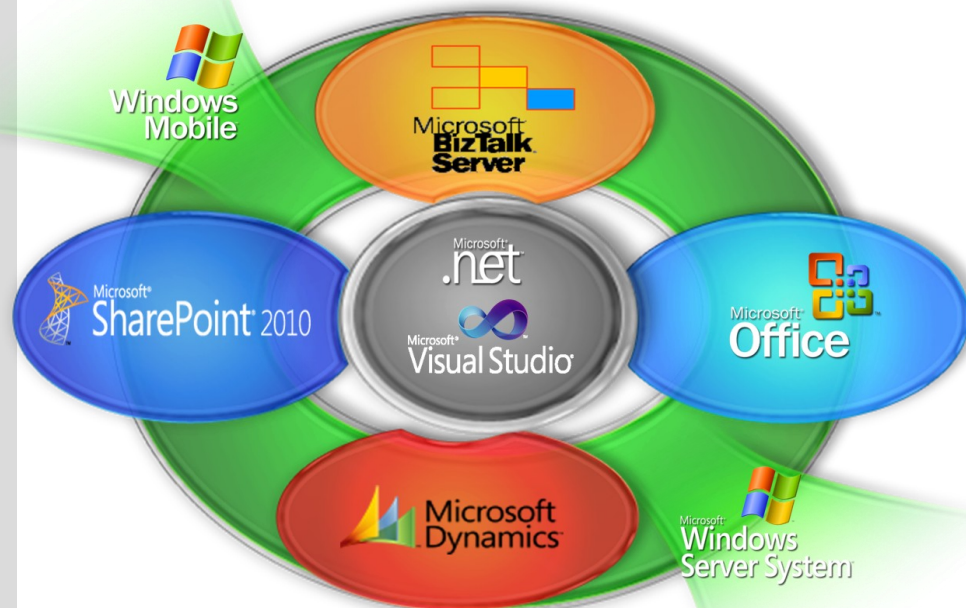 Windows
Mobile
Microsoft
BizTalk
Server
Microsoft
.net
Microsoft®
Visual Studio
Microsoft®
SharePoint® 2010
Microsoft
Office
Microsoft
Dynamics
Microsoft
Windows
Server System